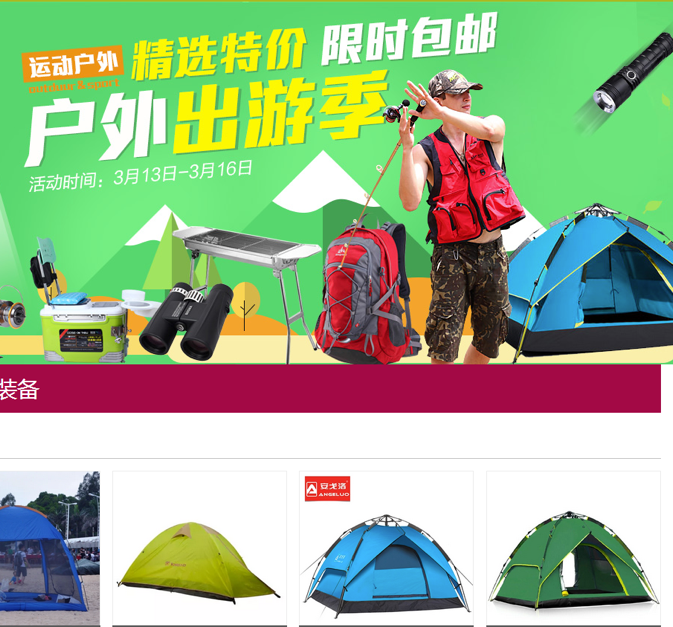 运动户外
精选特价 限时包邮
outdoor & sport
户外出游季
活动时间：3月13日-3月16日
装备
安戈洛
ANGELUO